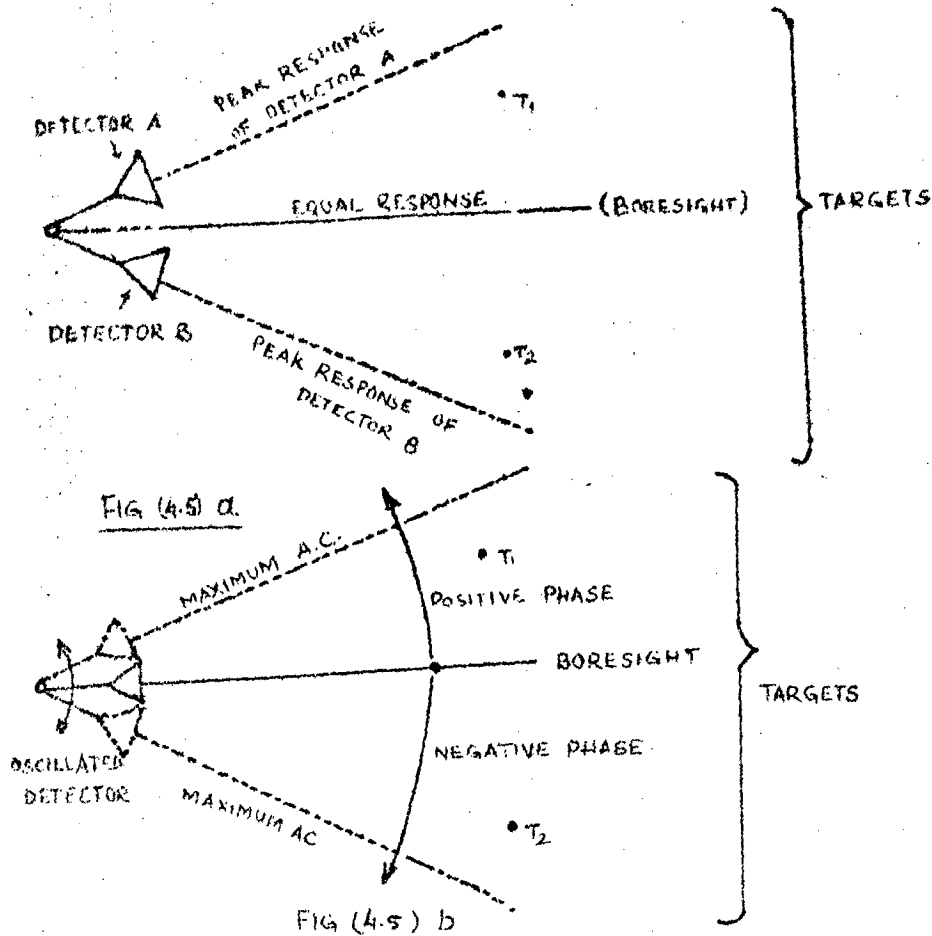 PEAK RESPONSE
OF DETECTOR A
DETECTOR A
T1
EQUAL RESPONSE
(BORESIGHT)
TARGETS
DETECTOR B
PEAK RESPONSE OF
DETECTOR B
T2
FIG (4.5) a
MAXIMUM A.C.
T1
POSITIVE PHASE
BORESIGHT
TARGETS
NEGATIVE PHASE
OSCILLATED
DETECTOR
MAXIMUM AC
T2
FIG (4.5) b